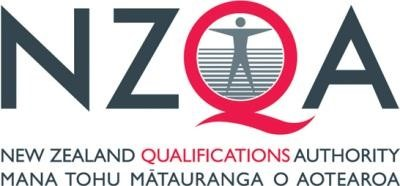 NZQA
NEW ZEALAND QUALIFICATIONS AUTHORITY
MANA TOHU MĀTAURANGA O AOTEAROA